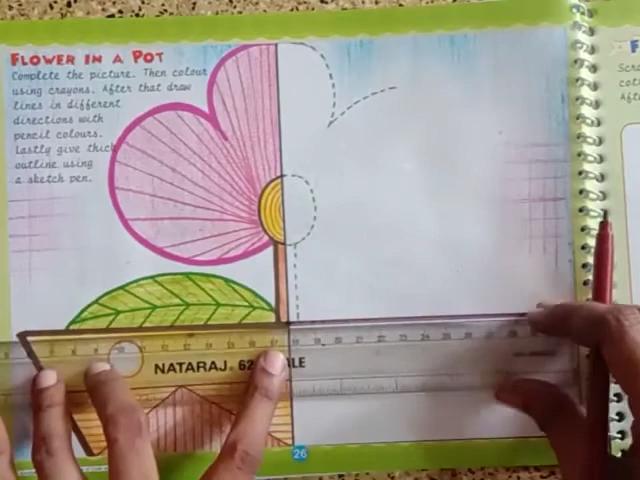 FLOWER IN A POT
Complete the picture. Then colour
using crayons. After that draw
lines in different
directions with
pencil colours.
Lastly give thick
outline using
a sketch pen.
NATARAJ
26